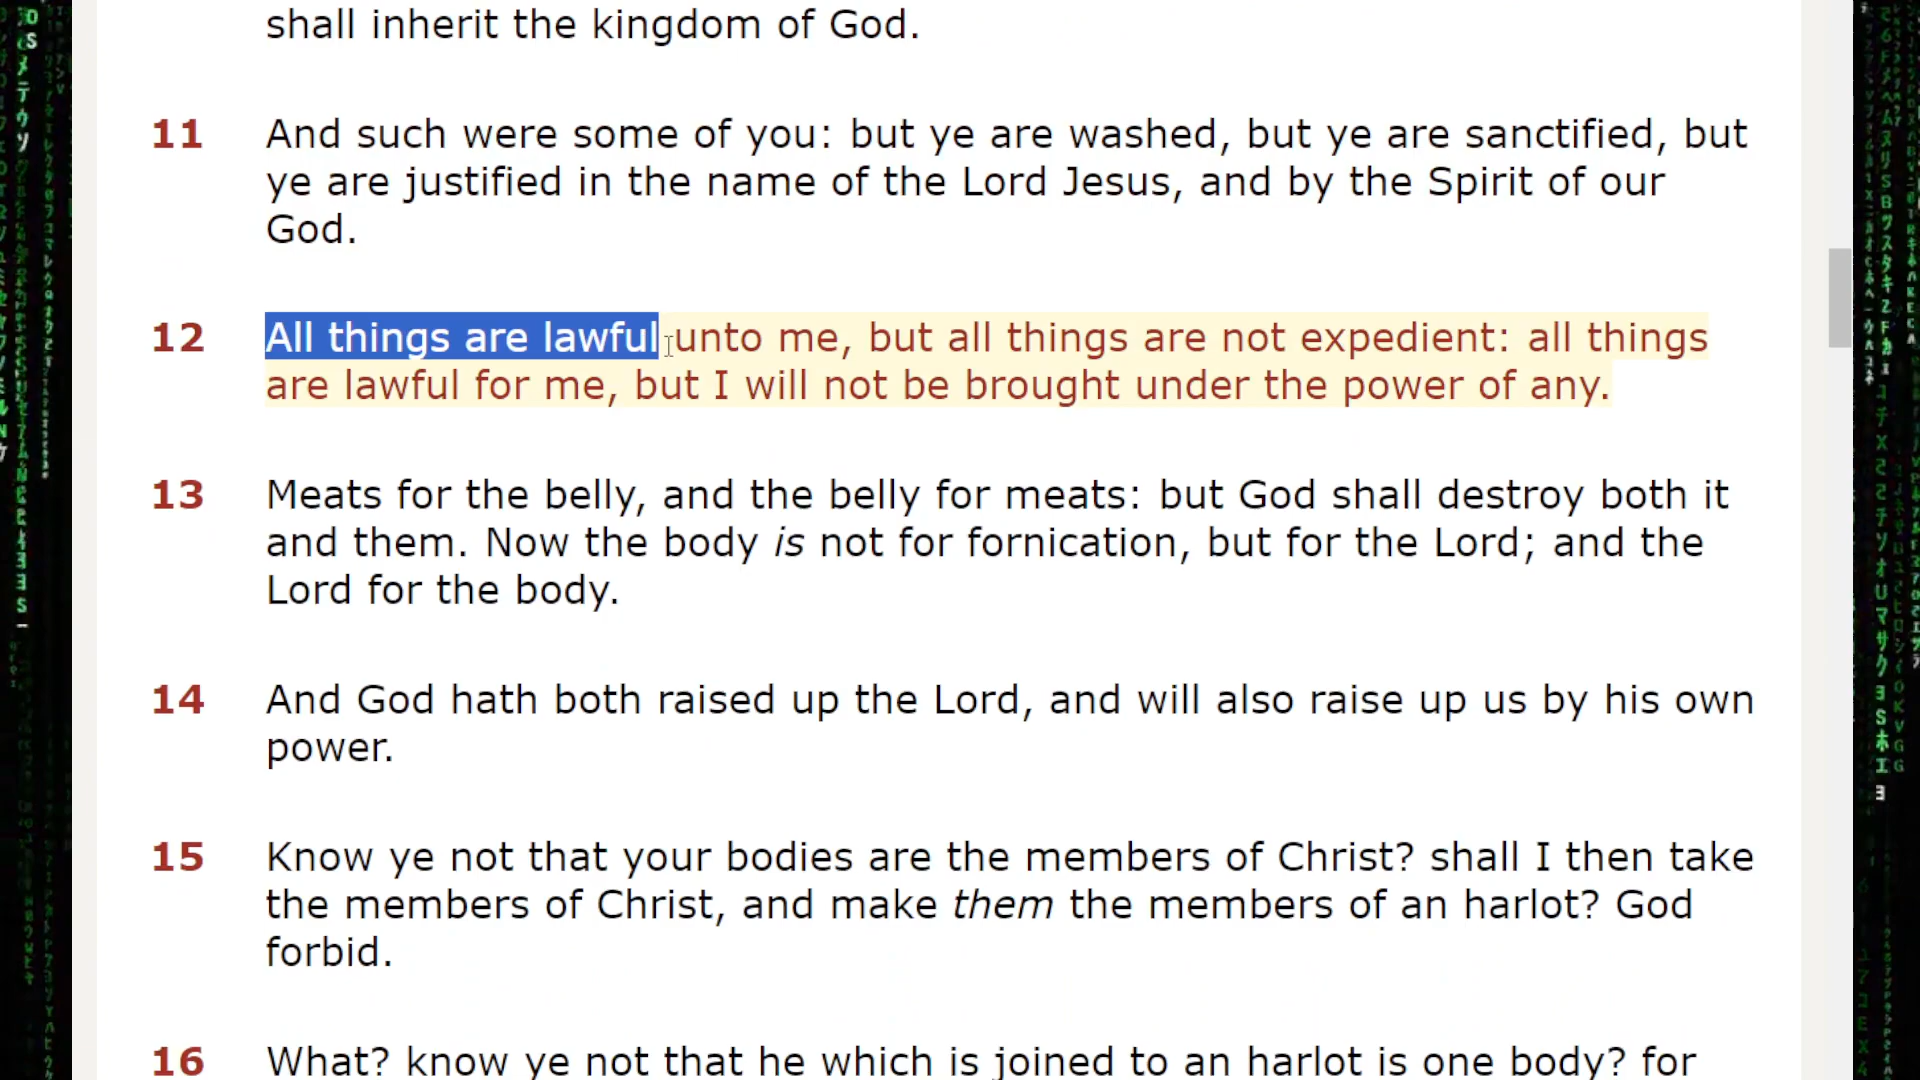 shall inherit the kingdom of God.
11 And such were some of you: but ye are washed, but ye are sanctified, but
ye are justified in the name of the Lord Jesus, and by the Spirit of our
God.
12 All things are lawful unto me, but all things are not expedient: all things
are lawful for me, but I will not be brought under the power of any.
13 Meats for the belly, and the belly for meats: but God shall destroy both it
and them. Now the body is not for fornication, but for the Lord; and the
Lord for the body.
14 And God hath both raised up the Lord, and will also raise up us by his own
power.
15 Know ye not that your bodies are the members of Christ? shall I then take
the members of Christ, and make them the members of an harlot? God
forbid.
16 What? know ye not that he which is joined to an harlot is one body? for